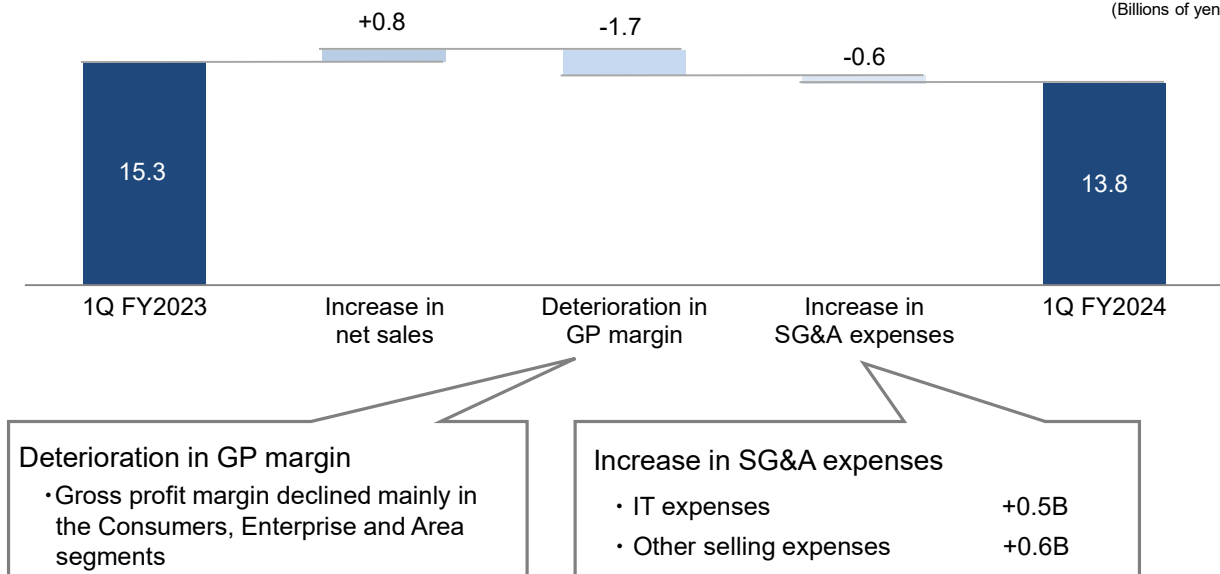 (Billions of yen
+0.8
-1.7
-0.6
15.3
13.8
1Q FY2023
Increase in
net sales
Deterioration in
GP margin
Increase in
SG&A expenses
1Q FY2024
Deterioration in GP margin
・Gross profit margin declined mainly in
the Consumers, Enterprise and Area
segments
Increase in SG&A expenses
・IT expenses +0.5B
・Other selling expenses +0.6B